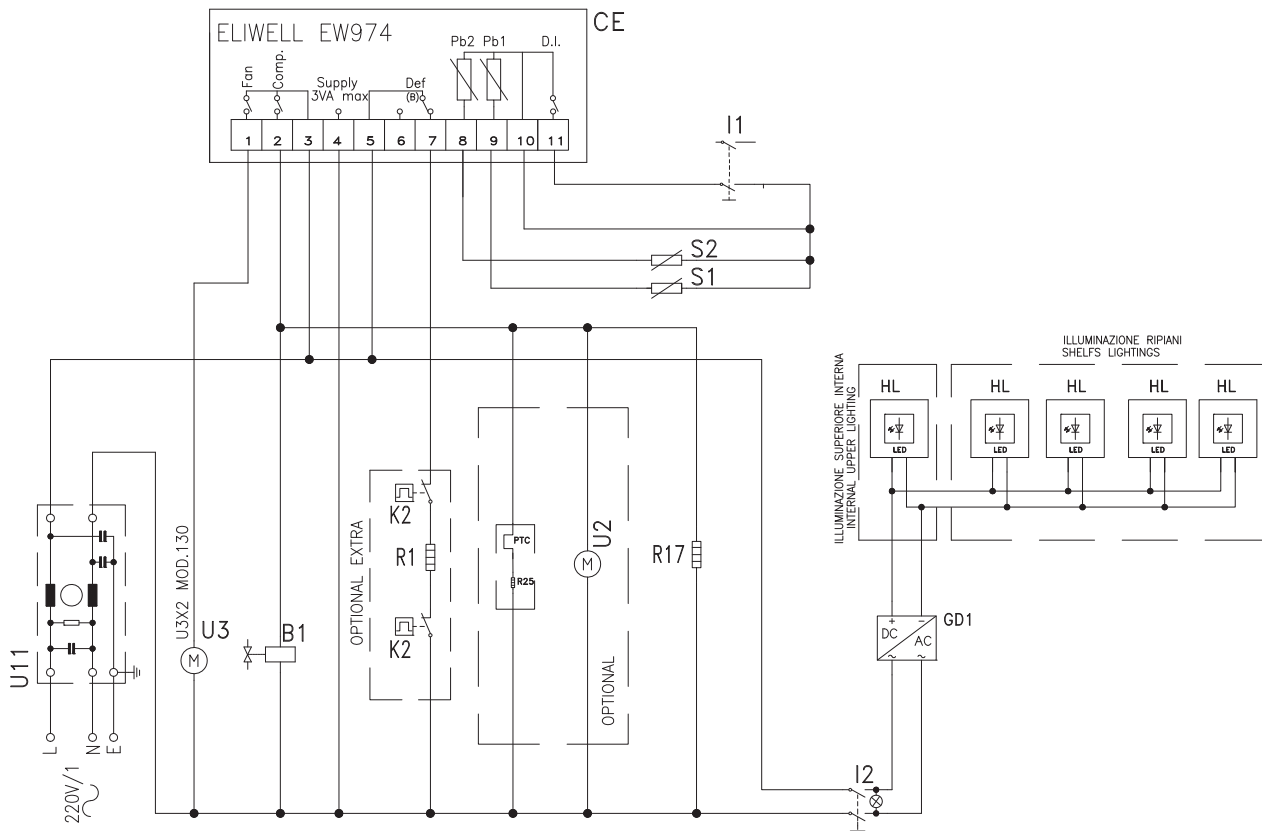 ELIWELL EW974
CE
Fan
Comp.
Supply
3VA max
Def
(B)
Pb2
Pb1
D.I.
1 2 3 4 5 6 7 8 9 10 11
I1
S2
S1
ILLUMINAZIONE RIPIANI
SHELFS LIGHTINGS
ILLUMINAZIONE SUPERIORE INTERNA
INTERNAL UPPER LIGHTING
HL HL HL HL HL
LED LED LED LED LED
U11
U3X2 MOD.130
U3
M
B1
OPTIONAL EXTRA
K2
R1
K2
PTC
R25
U2
M
OPTIONAL
R17
+ −
DC
AC
~ ~
GD1
I2
L N E
220V/1